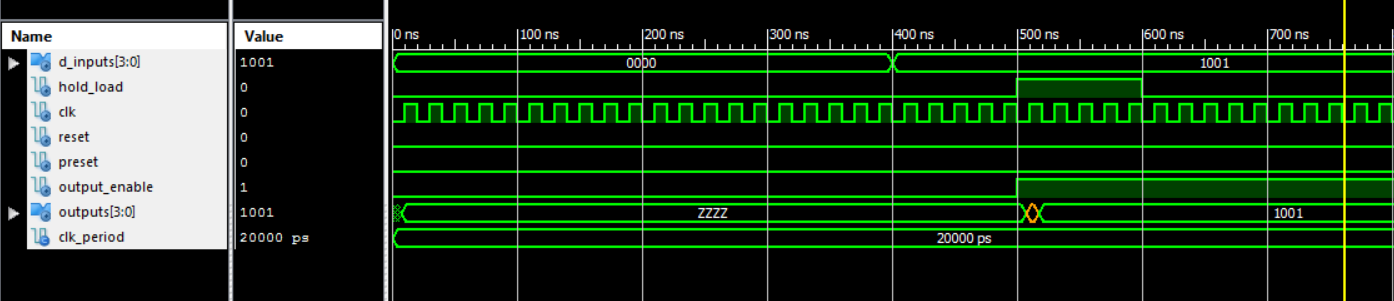 Name Value 0 ns 100 ns 200 ns 300 ns 400 ns 500 ns 600 ns 700 ns
d_inputs[3:0] 1001 0000 1001
hold_load 0
clk 0
reset 0
preset 0
output_enable 1
outputs[3:0] 1001 ZZZZ 1001
clk_period 20000 ps 20000 ps